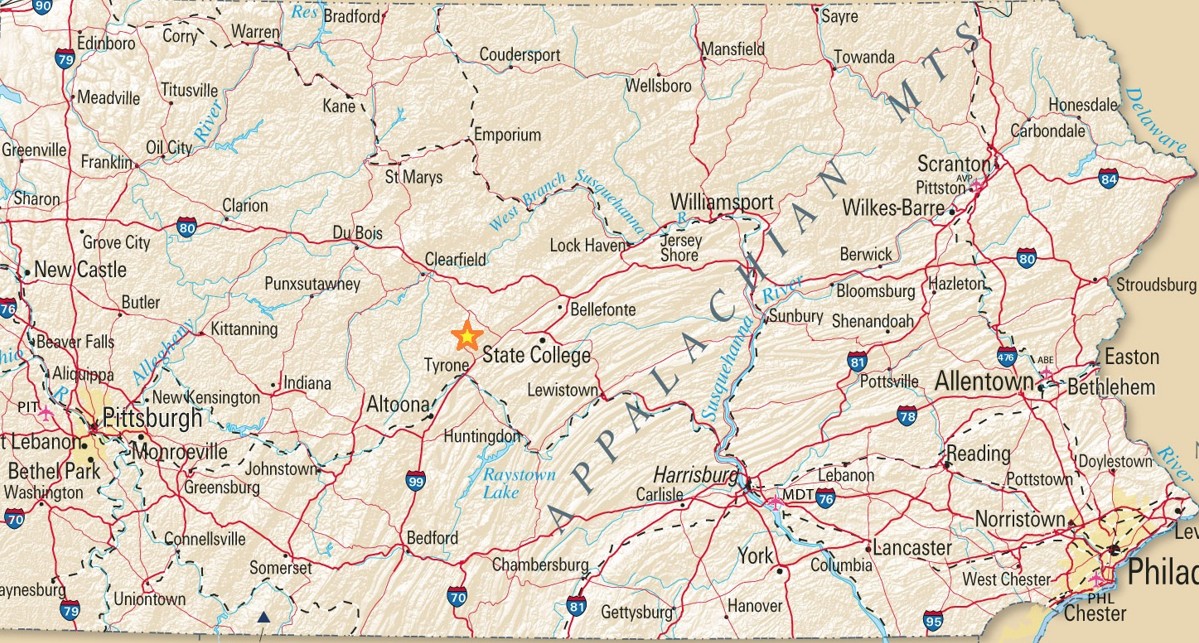 90
Res
Bradford
Sayre
Edinboro
Corry
Warren
79
Coudersport
Mansfield
Towanda
MTS
Meadville
Titusville
Kane
Wellsboro
Honesdale
Delaware
River
Emporium
Carbondale
Greenville
Franklin
Oil City
St Marys
Scranton
AVP
Pittston
84
Sharon
Clarion
West Branch Susquehanna
R
Williamsport
Wilkes-Barre
80
Grove City
Du Bois
Lock Haven
Jersey
Shore
Berwick
80
New Castle
Clearfield
Punxsutawney
River
Bloomsburg
Hazleton
Stroudsburg
76
Butler
Bellefonte
Sunbury
Shenandoah
Kittanning
Allegheny
Beaver Falls
hio
R
State College
Tyrone
APPALACHIAN
Susquehanna
81
476
ABE
Easton
Aliquippa
Indiana
Lewistown
Pottsville
Allentown
Bethlehem
PIT
New Kensington
Altoona
78
Pittsburgh
Huntingdon
t Lebanon
Monroeville
Reading
Doylestown
River
Bethel Park
Johnstown
99
Raystown
Lake
Harrisburg
Lebanon
Pottstown
Washington
Greensburg
Carlisle
MDT
76
70
Norristown
Lev
Connellsville
Bedford
York
Lancaster
Somerset
Chambersburg
Columbia
West Chester
Philad
PHL
aynesburg
Uniontown
70
81
Gettysburg
Hanover
95
Chester
79